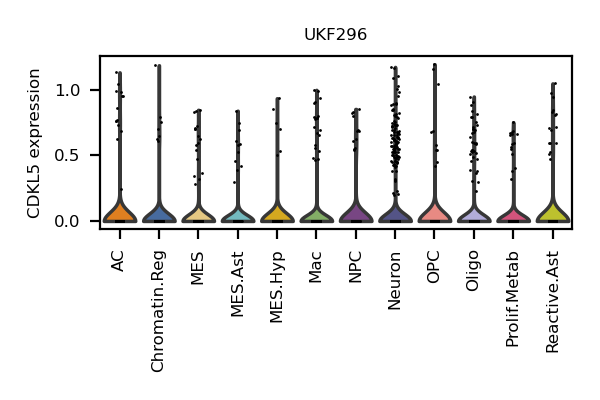 UKF296
CDKL5 expression
1.0
0.5
0.0
AC
Chromatin.Reg
MES
MES.Ast
MES.Hyp
Mac
NPC
Neuron
OPC
Oligo
Prolif.Metab
Reactive.Ast